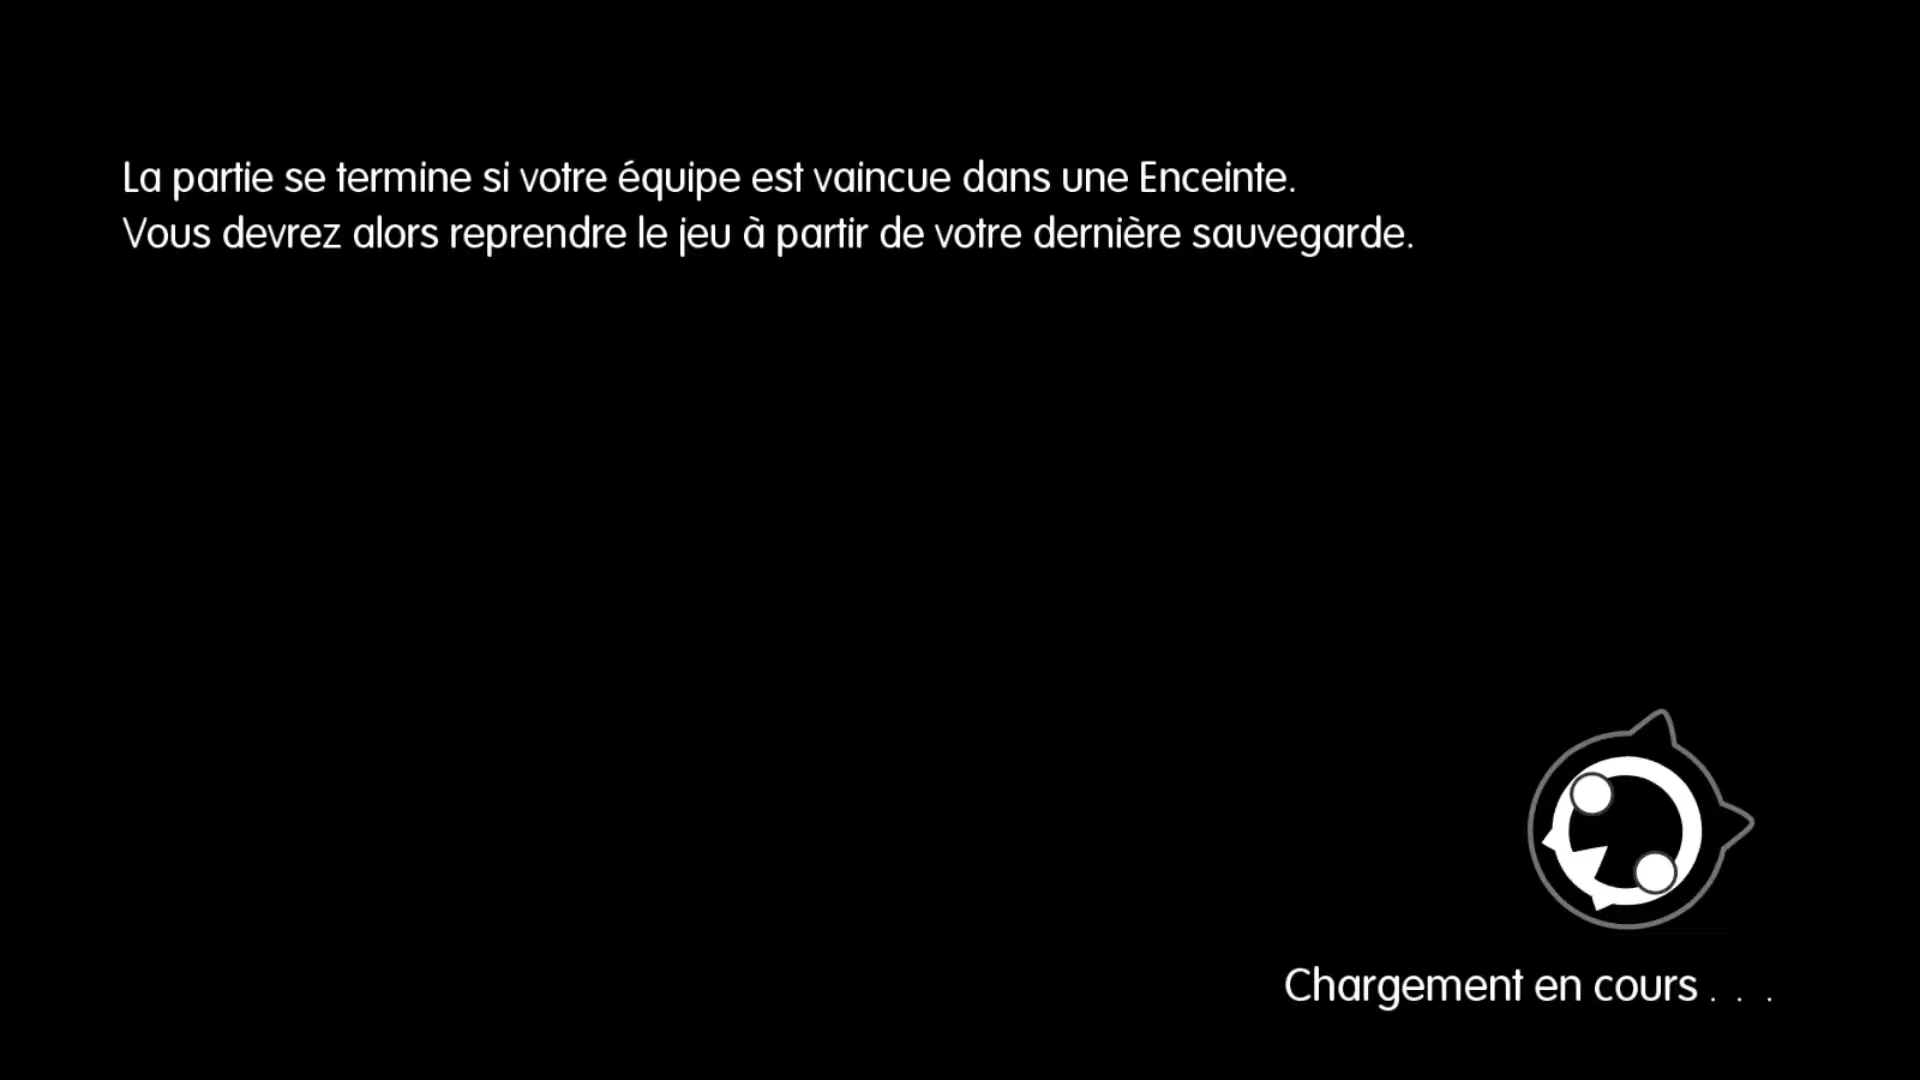 La partie se termine si votre équipe est vaincue dans une Enceinte.
Vous devrez alors reprendre le jeu à partir de votre dernière sauvegarde.
Chargement en cours . . .